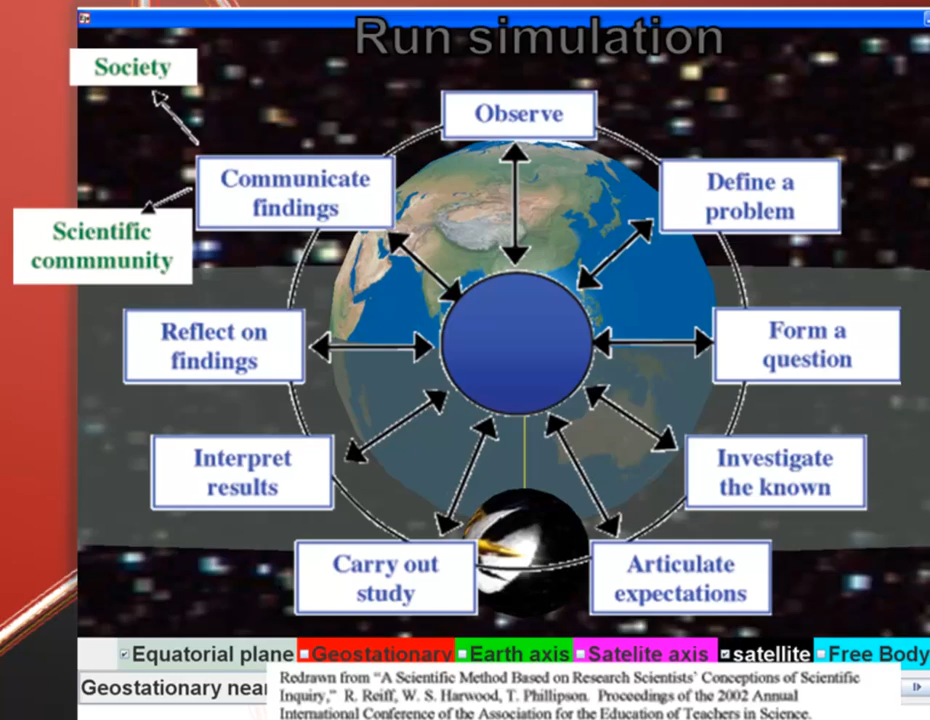 Run simulation
Society
Observe
Communicate
findings
Define a
problem
Scientific
commmunity
Reflect on
findings
Form a
question
Interpret
results
Investigate
the known
Carry out
study
Articulate
expectations
Equatorial plane Geostationary Earth axis Satelite axis satellite Free Body
Geostationary near
Redrawn from “A Scientific Method Based on Research Scientists’ Conceptions of Scientific
Inquiry,” R. Reiff, W. S. Harwood, T. Phillipson. Proceedings of the 2002 Annual
International Conference of the Association for the Education of Teachers in Science.